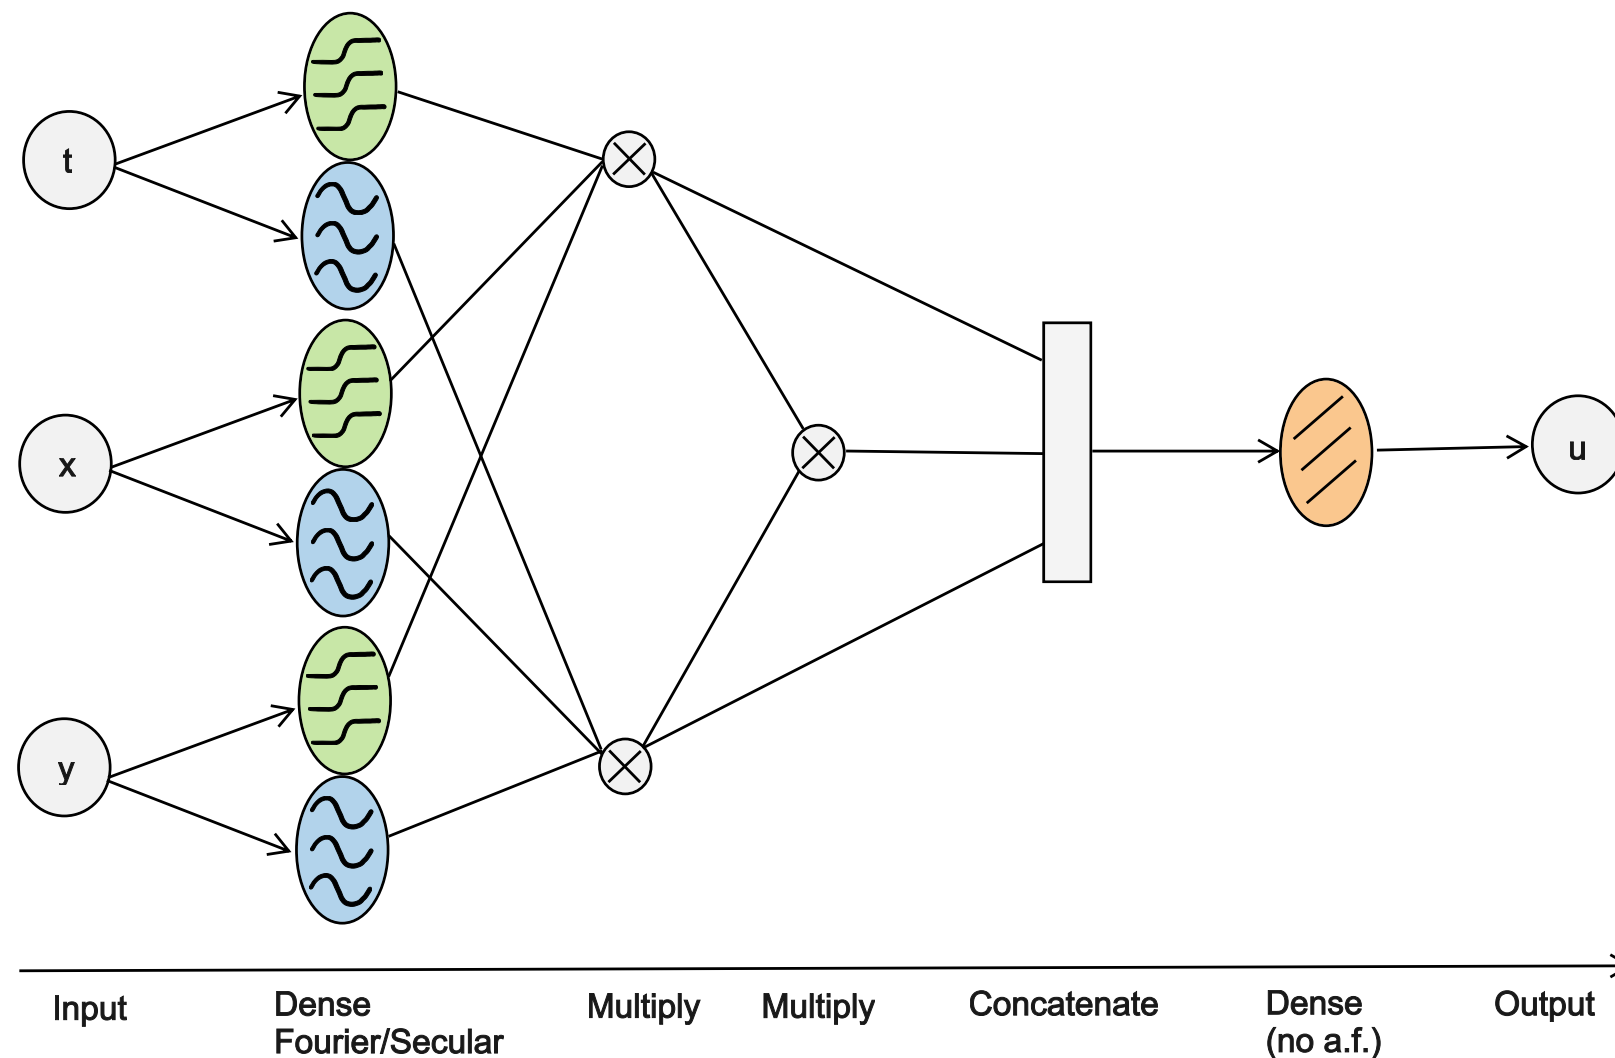 t
x
y
u
Input
Dense
Fourier/Secular
Multiply
Multiply
Concatenate
Dense
(no a.f.)
Output